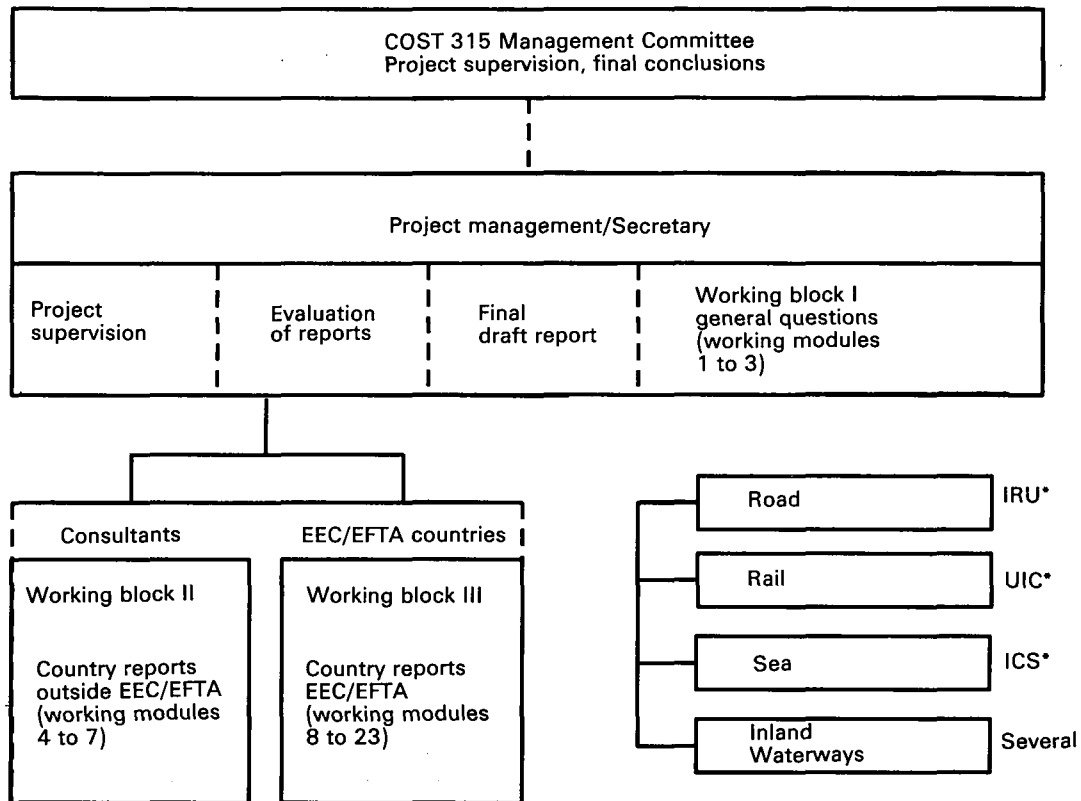 COST 315 Management Committee
Project supervision, final conclusions
Project management/Secretary
Project
supervision
Evaluation
of reports
Final
draft report
Working block I
general questions
(working modules
1 to 3)
Consultants
EEC/EFTA countries
Working block II
Country reports
outside EEC/EFTA
(working modules
4 to 7)
Working block III
Country reports
EEC/EFTA
(working modules
8 to 23)
Road
IRU*
Rail
UIC*
Sea
ICS*
Inland
Waterways
Several